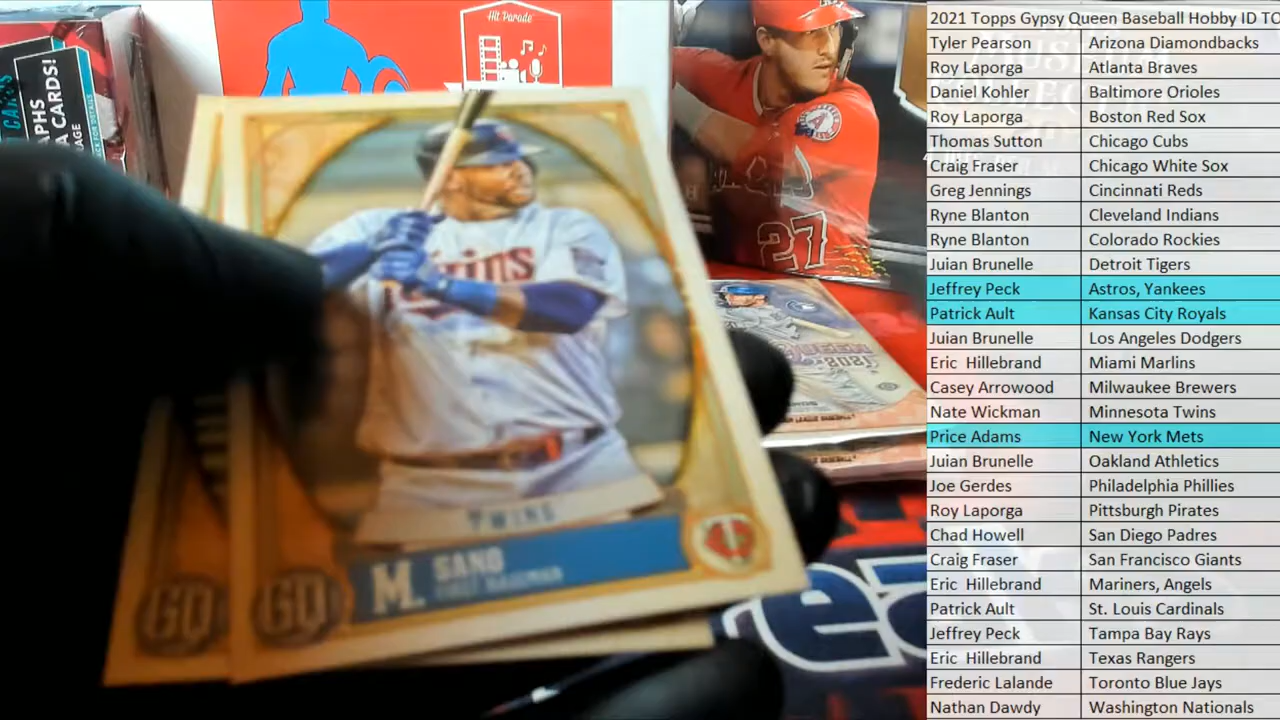 2021 Topps Gypsy Queen Baseball Hobby ID TO
Tyler Pearson Arizona Diamondbacks
Roy Laporga Atlanta Braves
Daniel Kohler Baltimore Orioles
Roy Laporga Boston Red Sox
Thomas Sutton Chicago Cubs
Craig Fraser Chicago White Sox
Greg Jennings Cincinnati Reds
Ryne Blanton Cleveland Indians
Ryne Blanton Colorado Rockies
Juian Brunelle Detroit Tigers
Jeffrey Peck Astros, Yankees
Patrick Ault Kansas City Royals
Juian Brunelle Los Angeles Dodgers
Eric Hillebrand Miami Marlins
Casey Arrowood Milwaukee Brewers
Nate Wickman Minnesota Twins
Price Adams New York Mets
Juian Brunelle Oakland Athletics
Joe Gerdes Philadelphia Phillies
Roy Laporga Pittsburgh Pirates
Chad Howell San Diego Padres
Craig Fraser San Francisco Giants
Eric Hillebrand Mariners, Angels
Patrick Ault St. Louis Cardinals
Jeffrey Peck Tampa Bay Rays
Eric Hillebrand Texas Rangers
Frederic Lalande Toronto Blue Jays
Nathan Dawdy Washington Nationals
Hit Parade
CARDS!
27
TWINS
M. SANO
FIRST BASEMAN
GQ
GQ
2021